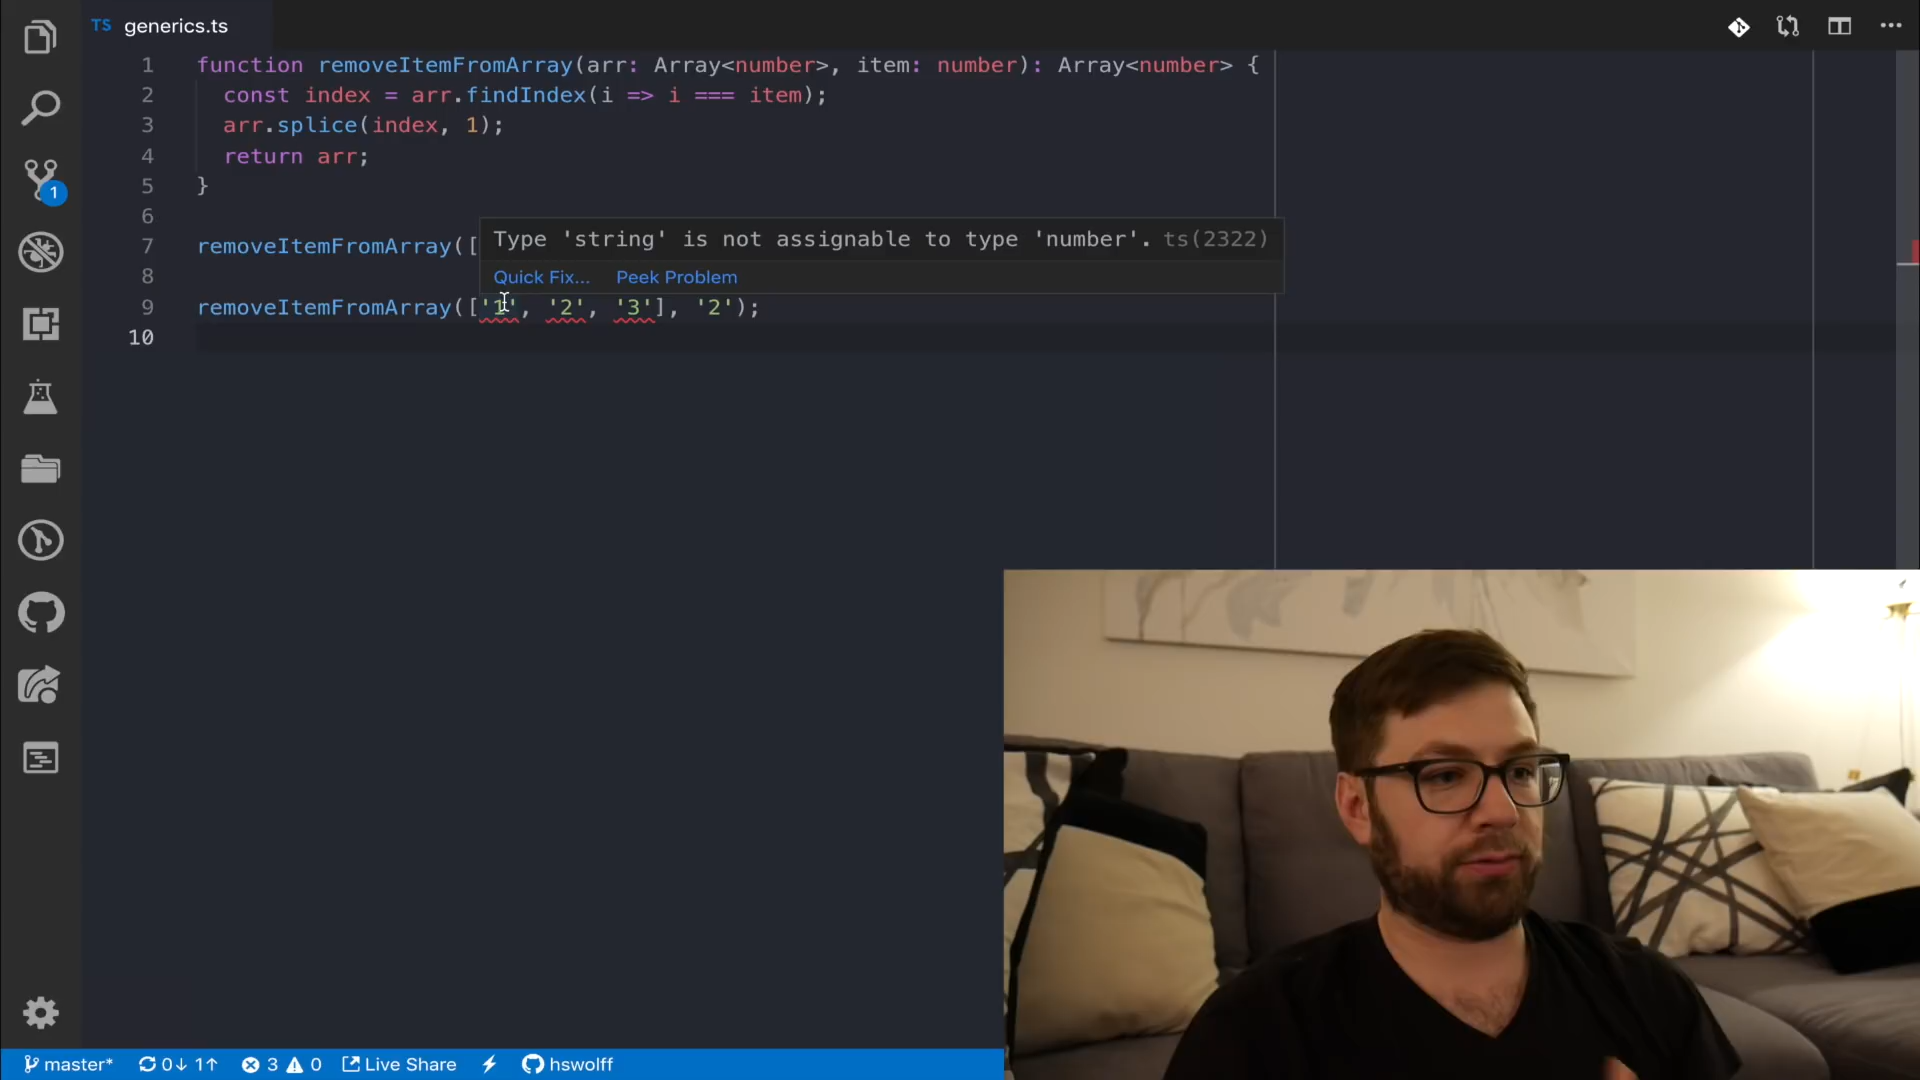 TS generics.ts
1 function removeItemFromArray(arr: Array<number>, item: number): Array<number> {
2 const index = arr.findIndex(i => i === item);
3 arr.splice(index, 1);
4 return arr;
5 }
6
Type 'string' is not assignable to type 'number'. ts(2322)
7 removeItemFromArray([
Quick Fix... Peek Problem
8
9 removeItemFromArray(['1', '2', '3'], '2');
10
1
master* 0↓ 1↑ 3 0 Live Share hswolff